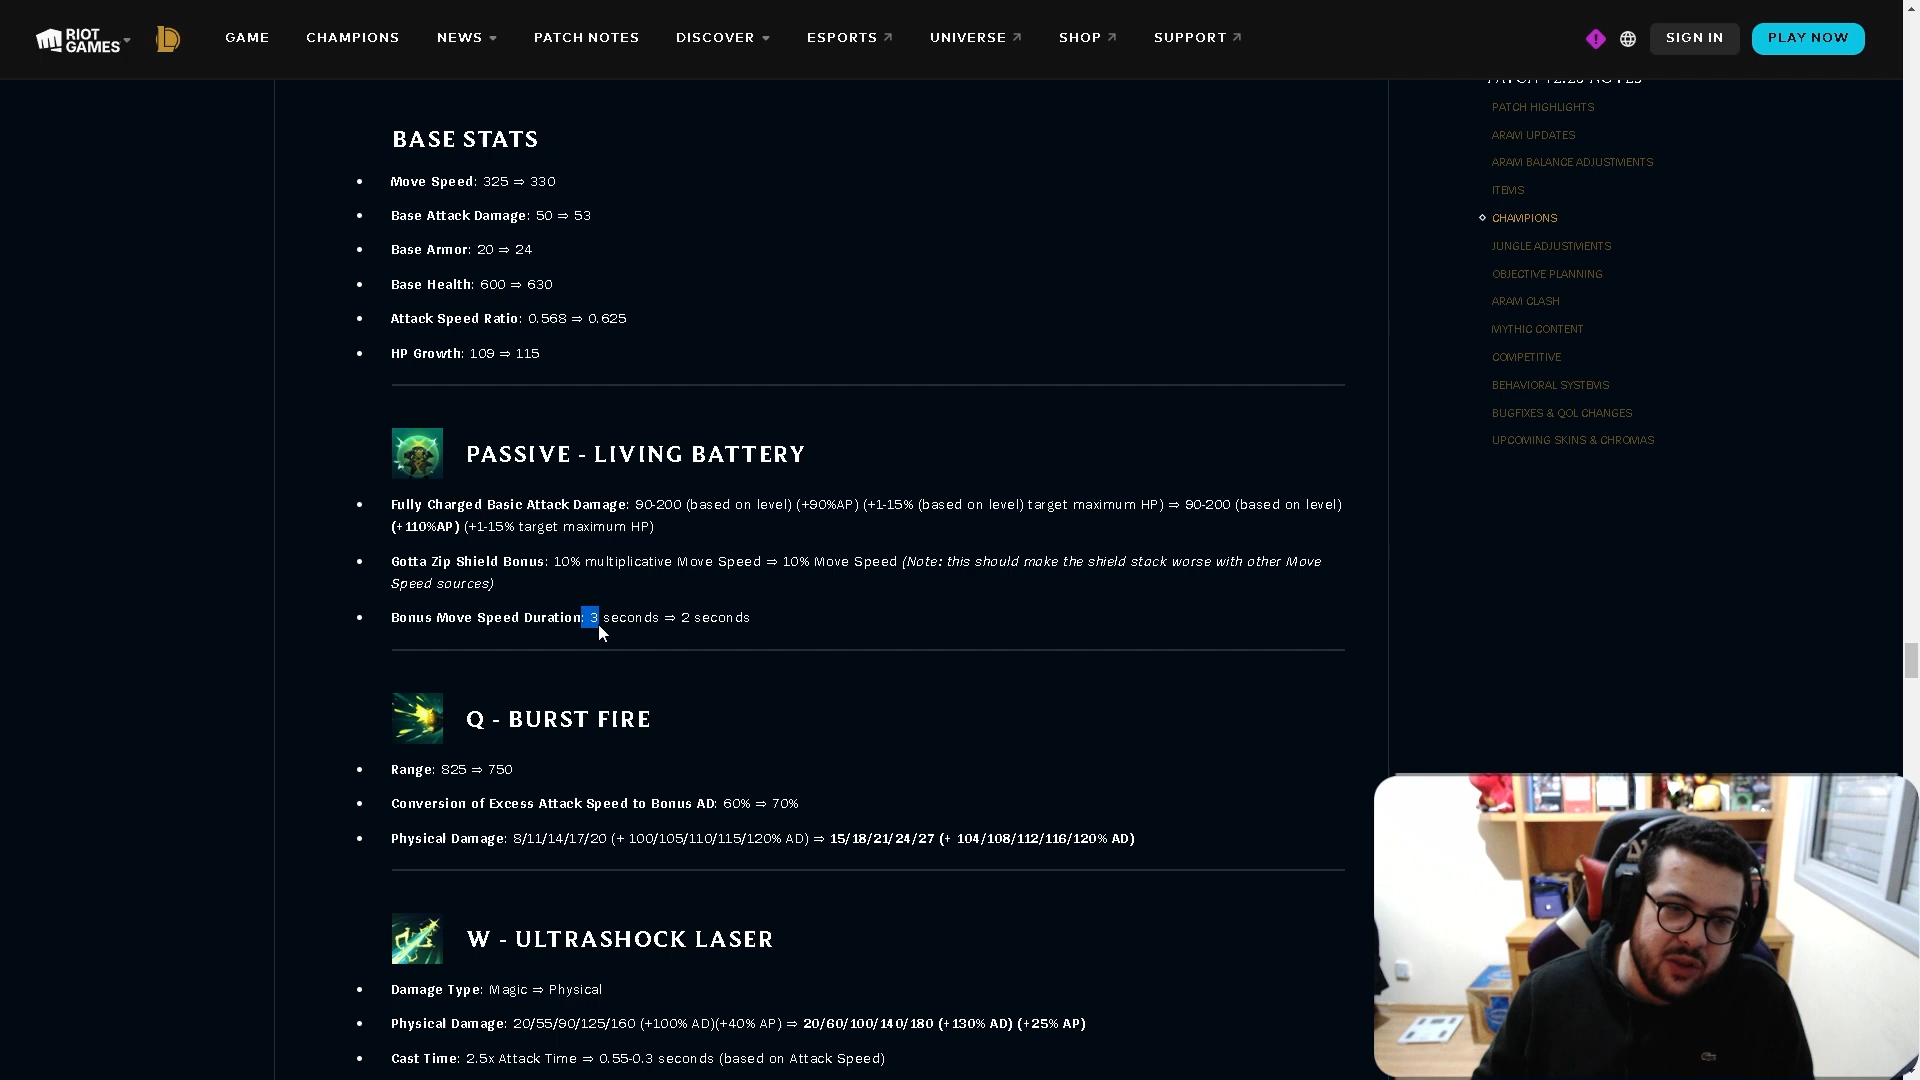 RIOT GAMES
GAME
CHAMPIONS
NEWS
PATCH NOTES
DISCOVER
ESPORTS
UNIVERSE
SHOP
SUPPORT
SIGN IN
PLAY NOW
BASE STATS
Move Speed: 325 ⇒ 330
Base Attack Damage: 50 ⇒ 53
Base Armor: 20 ⇒ 24
Base Health: 600 ⇒ 630
Attack Speed Ratio: 0.568 ⇒ 0.625
HP Growth: 109 ⇒ 115
PASSIVE - LIVING BATTERY
Fully Charged Basic Attack Damage: 90-200 (based on level) (+90%AP) (+1-15% (based on level) target maximum HP) ⇒ 90-200 (based on level)
(+110%AP) (+1-15% target maximum HP)
Gotta Zip Shield Bonus: 10% multiplicative Move Speed ⇒ 10% Move Speed (Note: this should make the shield stack worse with other Move
Speed sources)
Bonus Move Speed Duration: 3 seconds ⇒ 2 seconds
Q - BURST FIRE
Range: 825 ⇒ 750
Conversion of Excess Attack Speed to Bonus AD: 60% ⇒ 70%
Physical Damage: 8/11/14/17/20 (+ 100/105/110/115/120% AD) ⇒ 15/18/21/24/27 (+ 104/108/112/116/120% AD)
W - ULTRASHOCK LASER
Damage Type: Magic ⇒ Physical
Physical Damage: 20/55/90/125/160 (+100% AD)(+40% AP) ⇒ 20/60/100/140/180 (+130% AD) (+25% AP)
Cast Time: 2.5x Attack Time ⇒ 0.55-0.3 seconds (based on Attack Speed)
PATCH 12.23 NOTES
PATCH HIGHLIGHTS
ARAM UPDATES
ARAM BALANCE ADJUSTMENTS
ITEMS
CHAMPIONS
JUNGLE ADJUSTMENTS
OBJECTIVE PLANNING
ARAM CLASH
MYTHIC CONTENT
COMPETITIVE
BEHAVIORAL SYSTEMS
BUGFIXES & QOL CHANGES
UPCOMING SKINS & CHROMAS